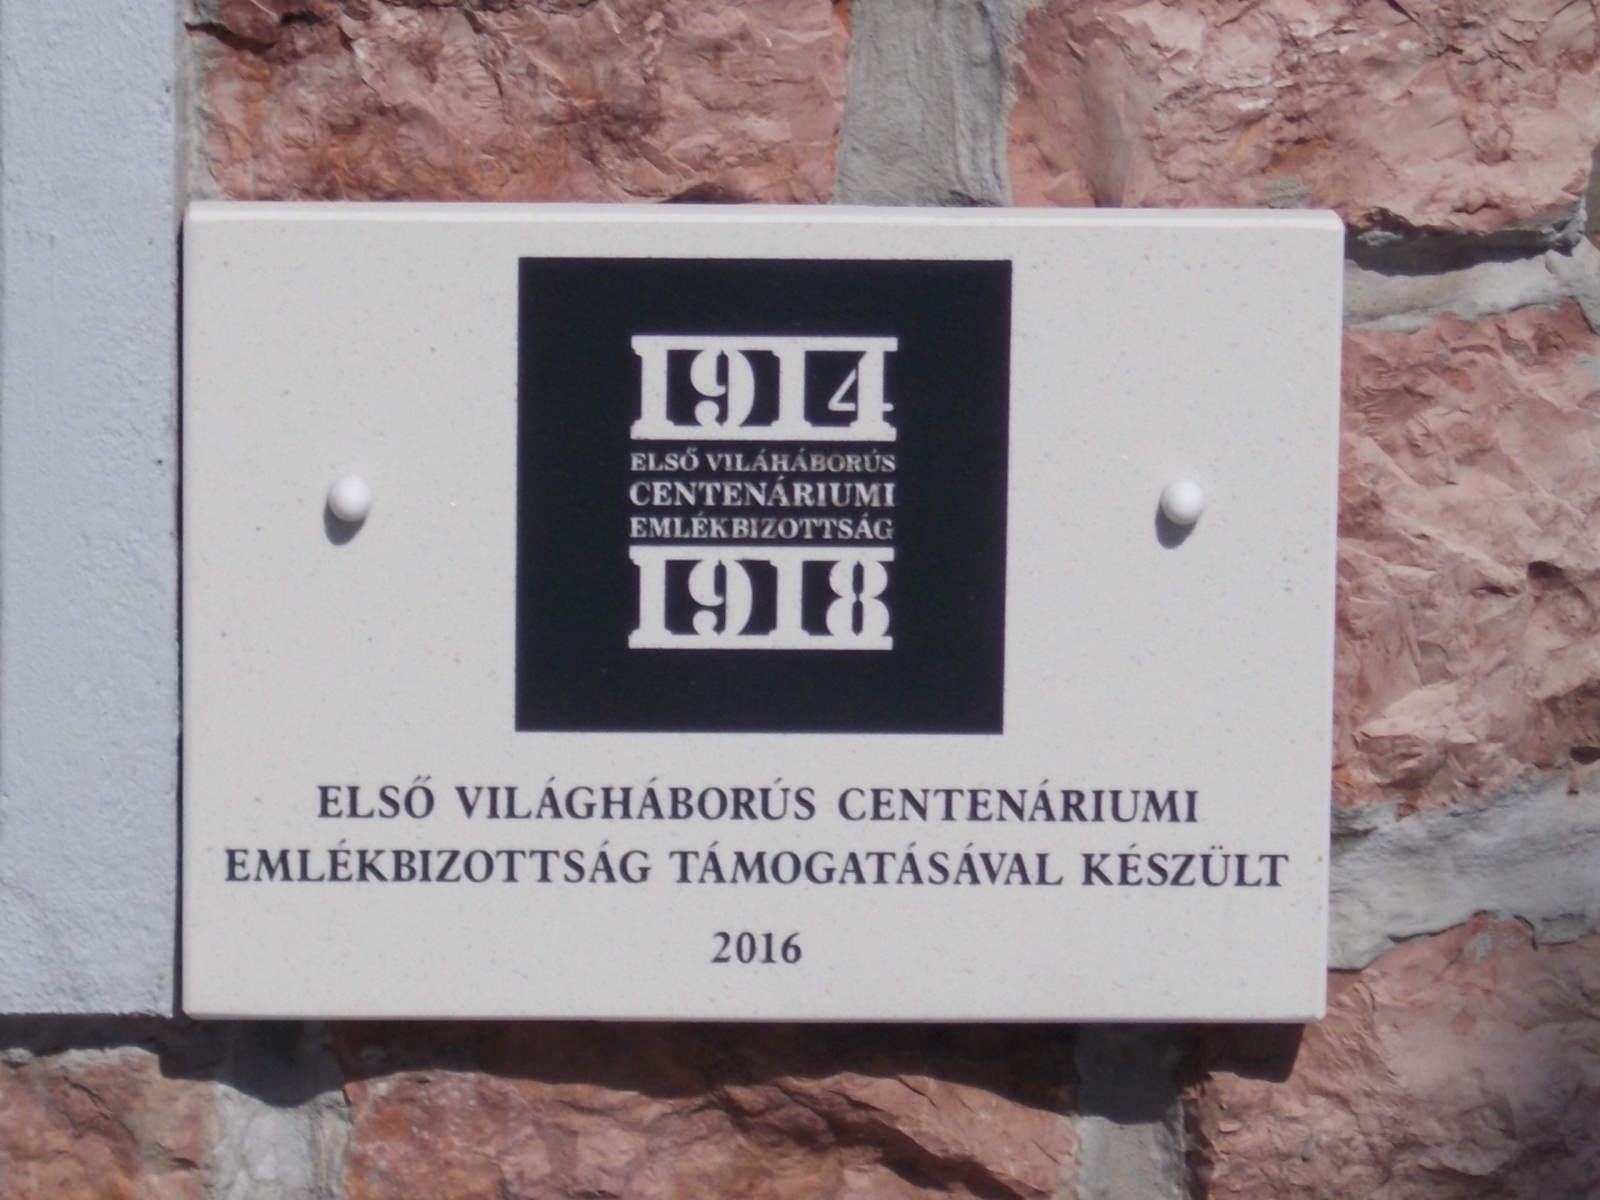 1914
ELSŐ VILÁHÁBORÚS
CENTENÁRIUMI
EMLÉKBIZOTTSÁG
1918
ELSŐ VILÁGHÁBORÚS CENTENÁRIUMI
EMLÉKBIZOTTSÁG TÁMOGATÁSÁVAL KÉSZÜLT
2016